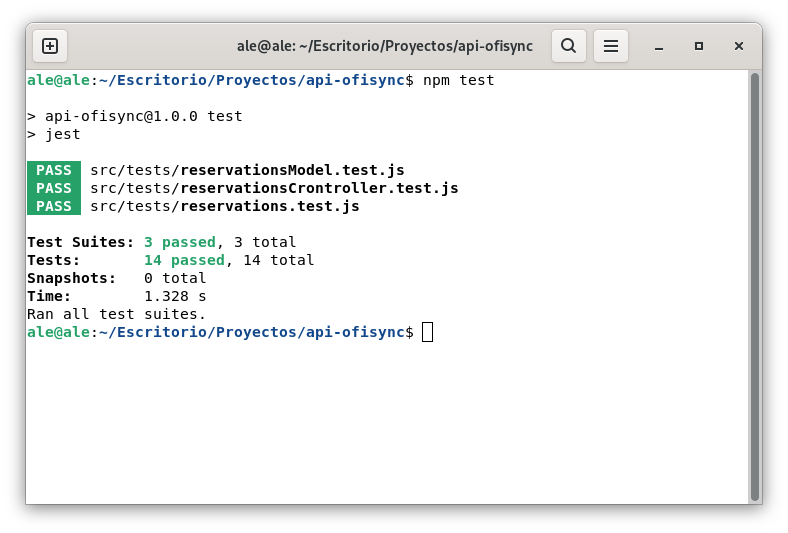 ale@ale: ~/Escritorio/Proyectos/api-ofisync
ale@ale:~/Escritorio/Proyectos/api-ofisync$ npm test
> api-ofisync@1.0.0 test
> jest
PASS src/tests/reservationsModel.test.js
PASS src/tests/reservationsCrontroller.test.js
PASS src/tests/reservations.test.js
Test Suites: 3 passed, 3 total
Tests: 14 passed, 14 total
Snapshots: 0 total
Time: 1.328 s
Ran all test suites.
ale@ale:~/Escritorio/Proyectos/api-ofisync$